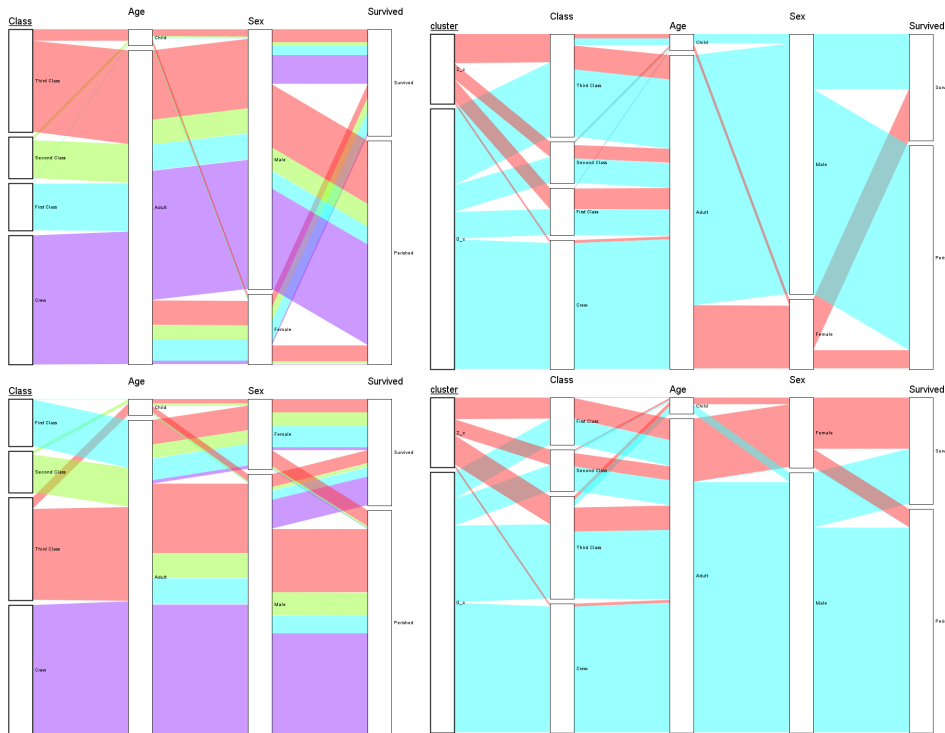 Class
Age
Sex
Survived
Child
Third Class
Survived
Second Class
Male
First Class
Adult
Perished
Crew
Female
cluster
Class
Age
Sex
Survived
Child
Third Class
Male
Second Class
Adult
First Class
Crew
Female
Class
Age
Sex
Survived
Child
First Class
Female
Survived
Second Class
Third Class
Adult
Male
Perished
Crew
cluster
Class
Age
Sex
Survived
Child
First Class
Female
Second Class
Third Class
Adult
Male
Crew